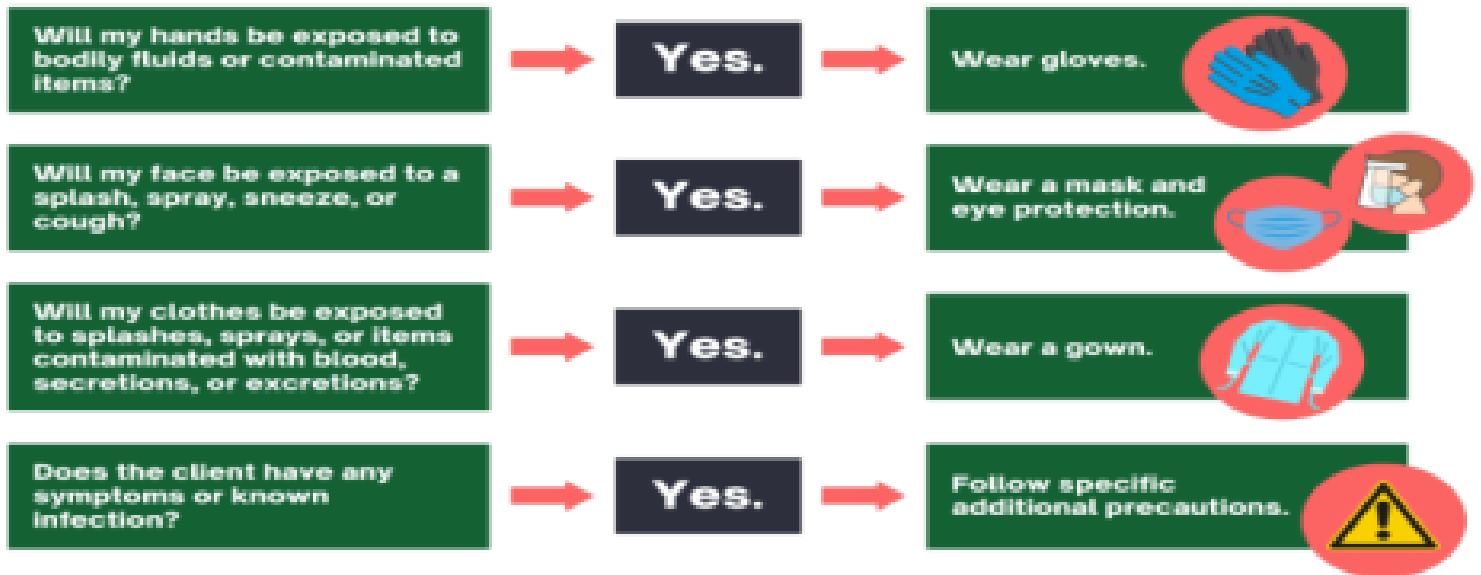 Will my hands be exposed to
bodily fluids or contaminated
items?
Yes.
Wear gloves.
Will my face be exposed to a
splash, spray, sneeze, or
cough?
Yes.
Wear a mask and
eye protection.
Will my clothes be exposed
to splashes, sprays, or items
contaminated with blood,
secretions, or excretions?
Yes.
Wear a gown.
Does the client have any
symptoms or known
infection?
Yes.
Follow specific
additional precautions.